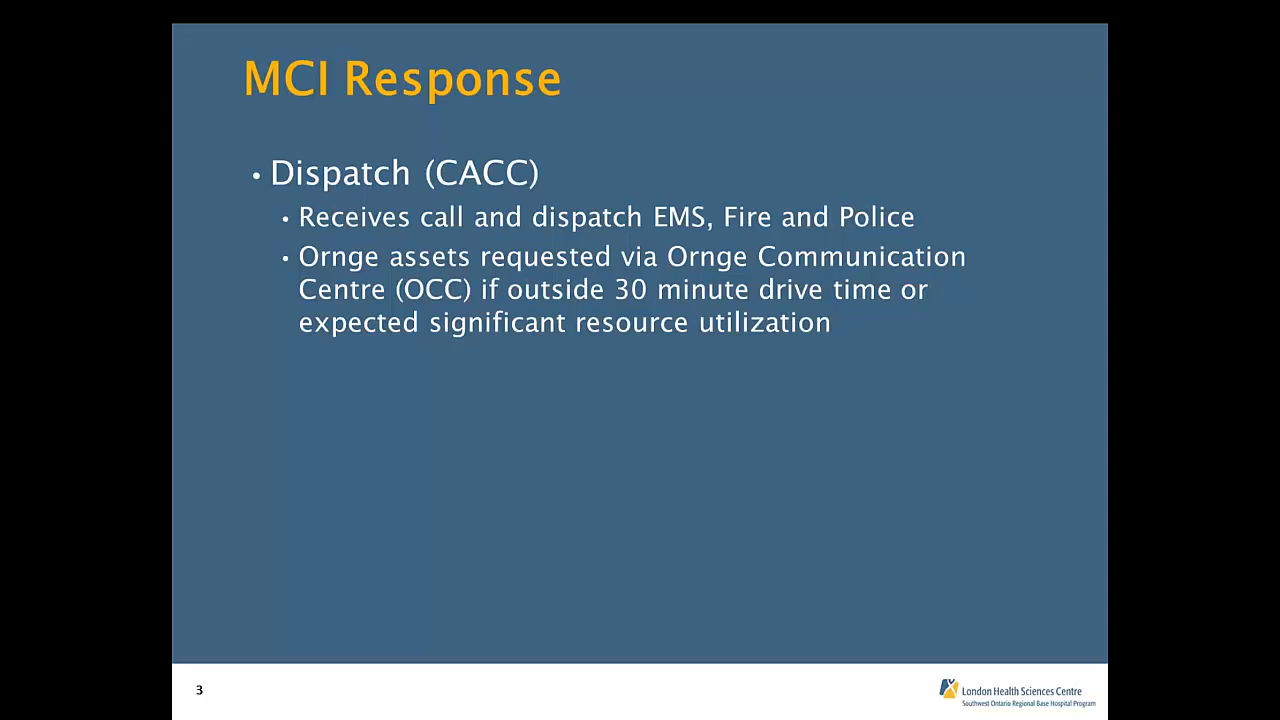 MCI Response
• Dispatch (CACC)
• Receives call and dispatch EMS, Fire and Police
• Ornge assets requested via Ornge Communication
Centre (OCC) if outside 30 minute drive time or
expected significant resource utilization
3
London Health Sciences Centre
Southwest Ontario Regional Base Hospital Program